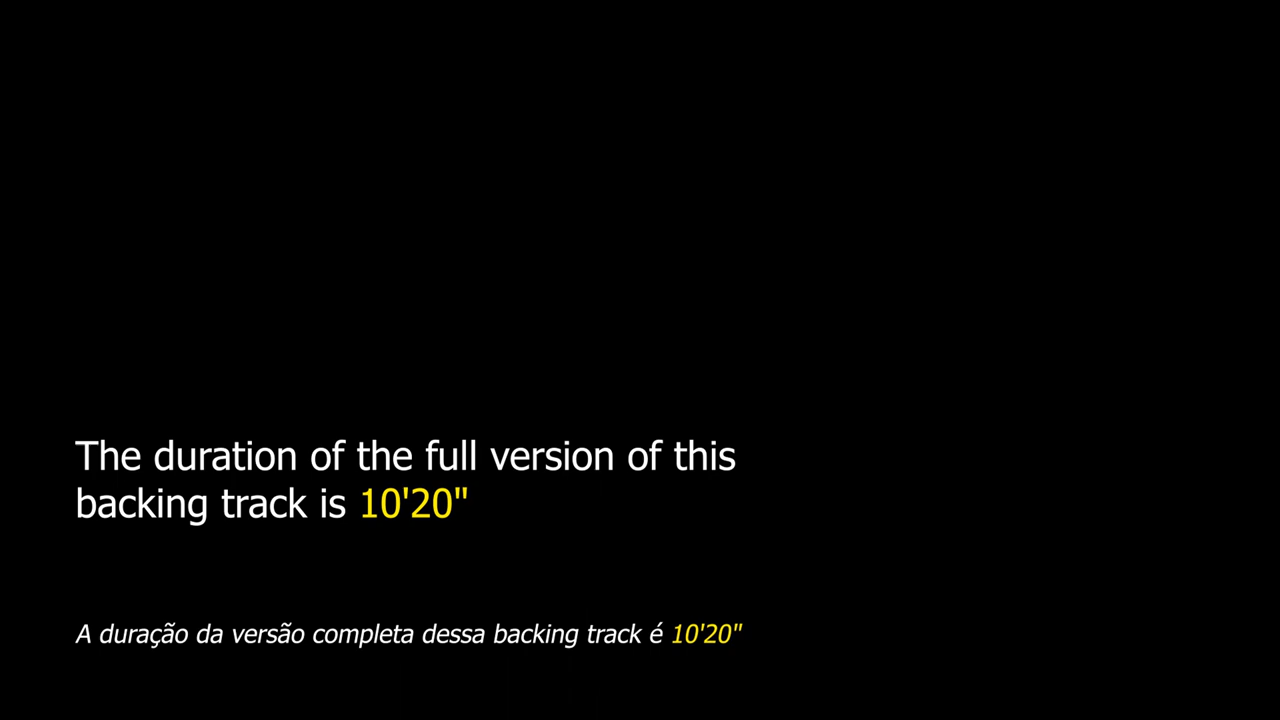 The duration of the full version of this
backing track is 10'20"
A duração da versão completa dessa backing track é 10'20"